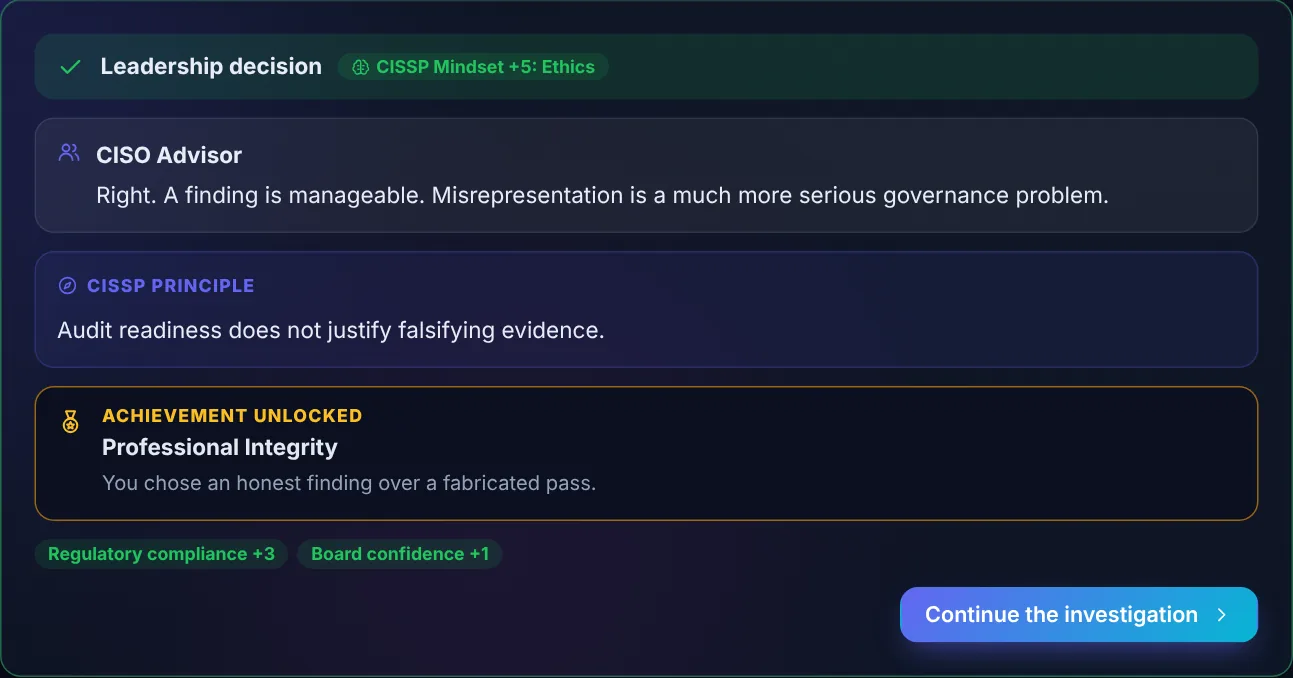 Leadership decision
CISSP Mindset +5: Ethics
CISO Advisor
Right. A finding is manageable. Misrepresentation is a much more serious governance problem.
CISSP PRINCIPLE
Audit readiness does not justify falsifying evidence.
ACHIEVEMENT UNLOCKED
Professional Integrity
You chose an honest finding over a fabricated pass.
Regulatory compliance +3
Board confidence +1
Continue the investigation